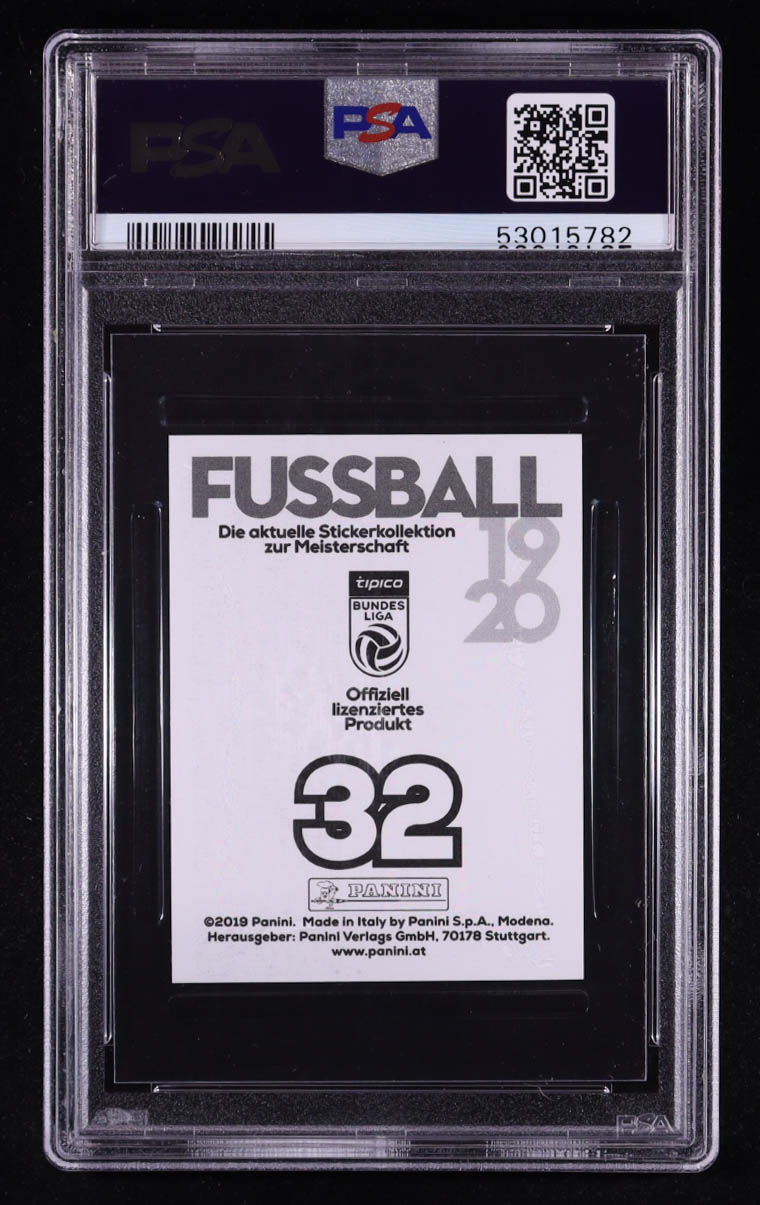 PSA
PSA
53015782
FUSSBALL
Die aktuelle Stickerkollektion
zur Meisterschaft
19
20
tipico
BUNDES
LIGA
Offiziell
lizenziertes
Produkt
32
PANINI
©2019 Panini. Made in Italy by Panini S.p.A., Modena.
Herausgeber: Panini Verlags GmbH, 70178 Stuttgart.
www.panini.at
PSA